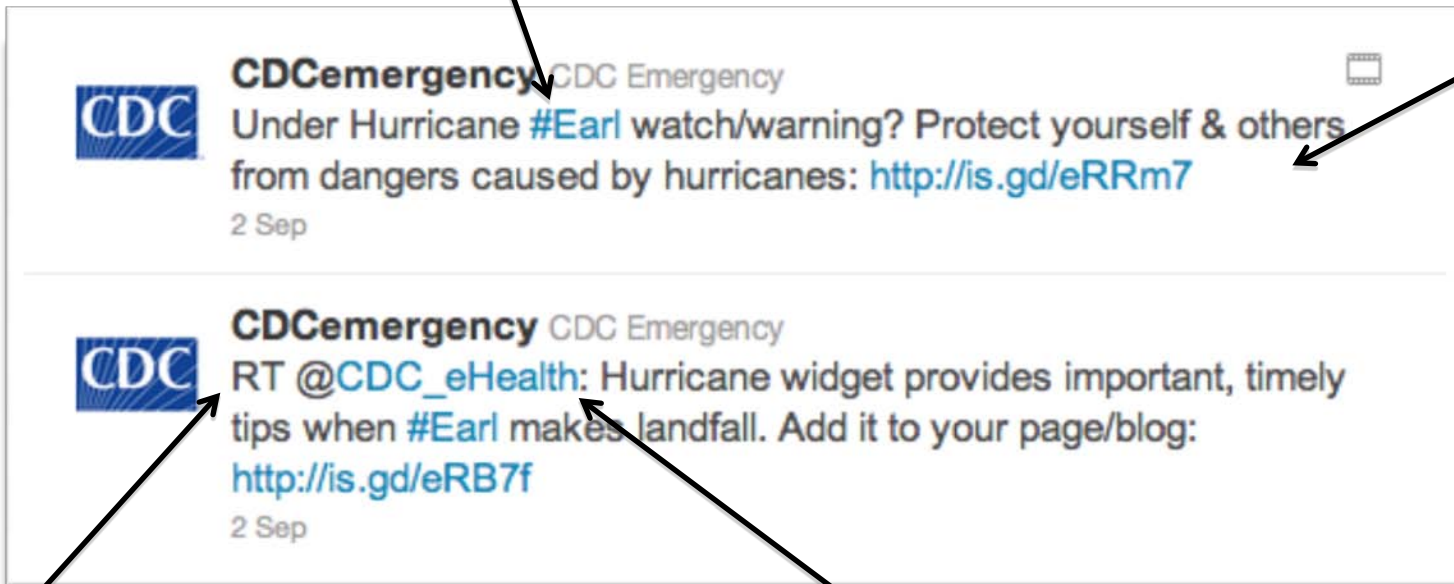 CDCemergency CDC Emergency
CDC
Under Hurricane #Earl watch/warning? Protect yourself & others
from dangers caused by hurricanes: http://is.gd/eRRm7
2 Sep
CDCemergency CDC Emergency
CDC
RT @CDC_eHealth: Hurricane widget provides important, timely
tips when #Earl makes landfall. Add it to your page/blog:
http://is.gd/eRB7f
2 Sep